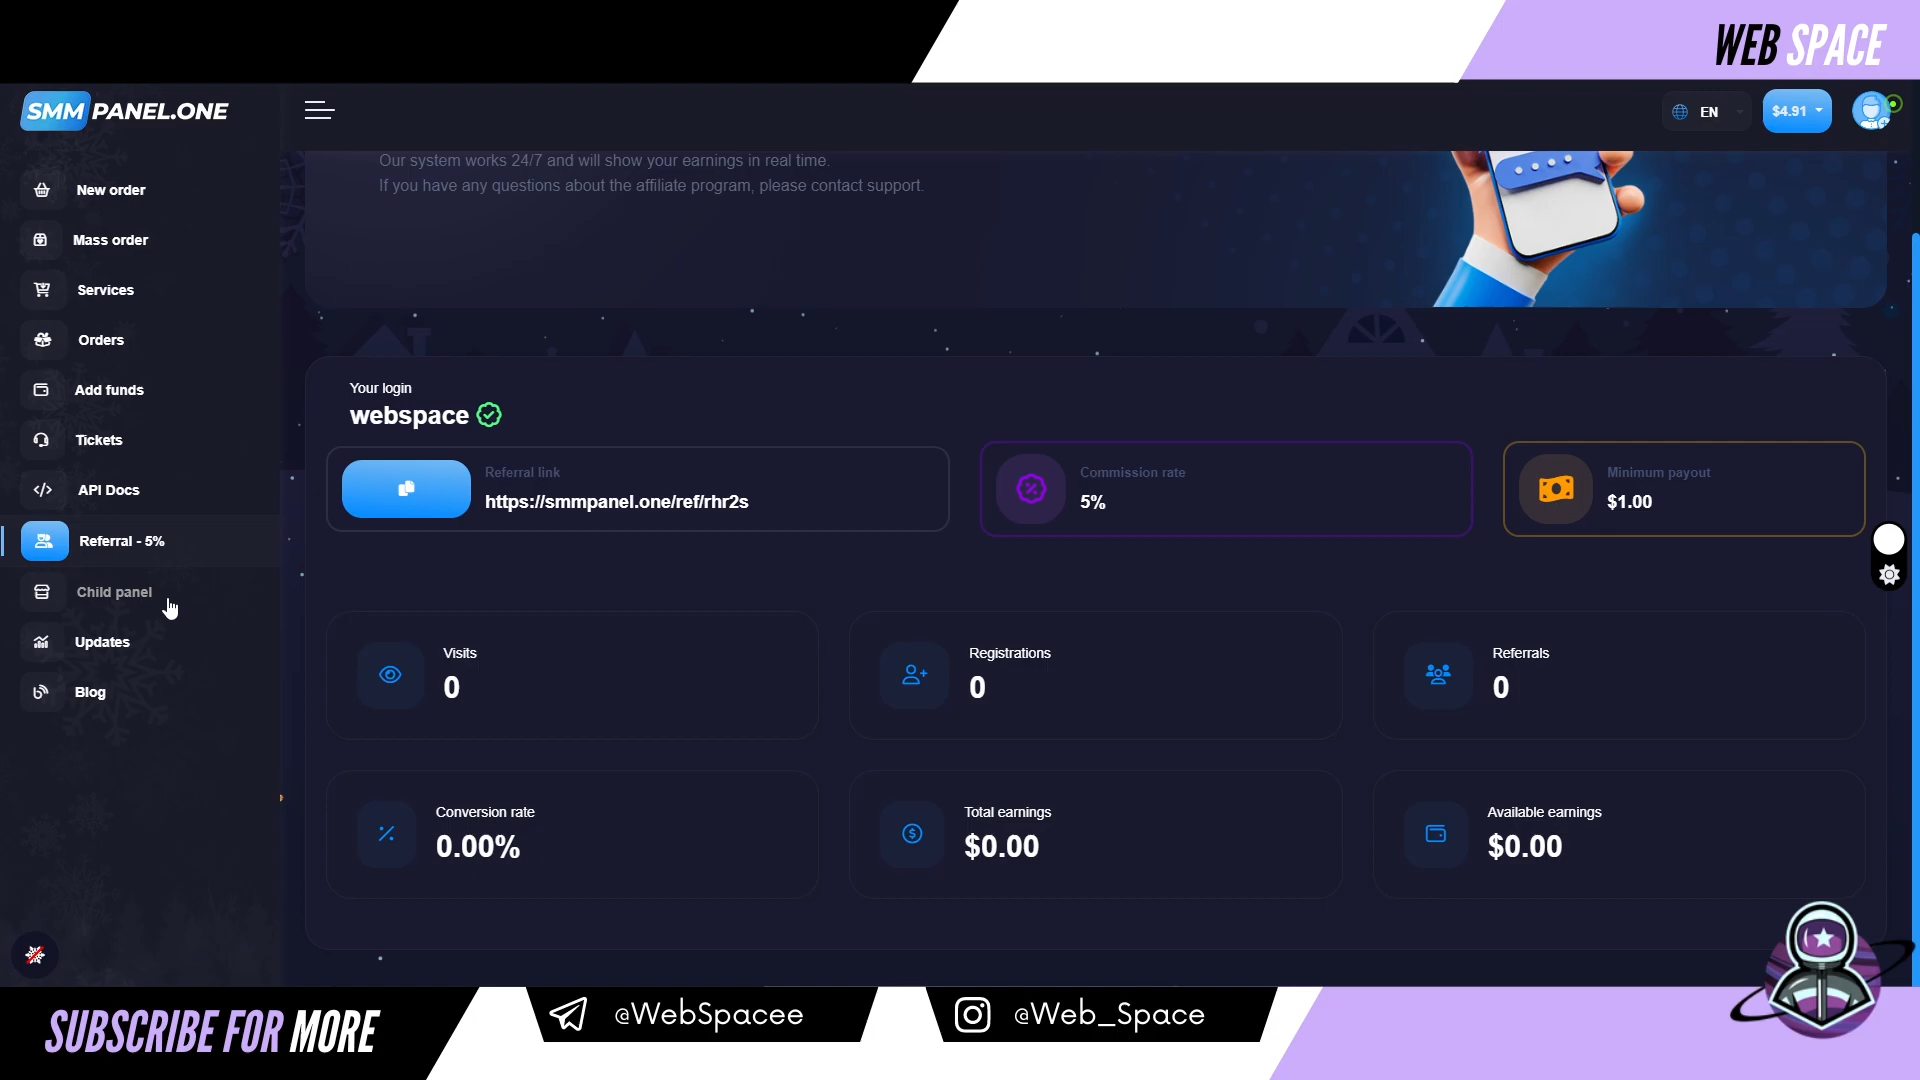 WEB SPACE
SMM PANEL.ONE
EN
$4.91
Our system works 24/7 and will show your earnings in real time.
If you have any questions about the affiliate program, please contact support.
New order
Mass order
Services
Orders
Add funds
Tickets
API Docs
Referral - 5%
Child panel
Updates
Blog
Your login
webspace
Referral link
https://smmpanel.one/ref/rhr2s
Commission rate
5%
Minimum payout
$1.00
Visits
0
Registrations
0
Referrals
0
Conversion rate
0.00%
Total earnings
$0.00
Available earnings
$0.00
SUBSCRIBE FOR MORE
@WebSpacee
@Web_Space